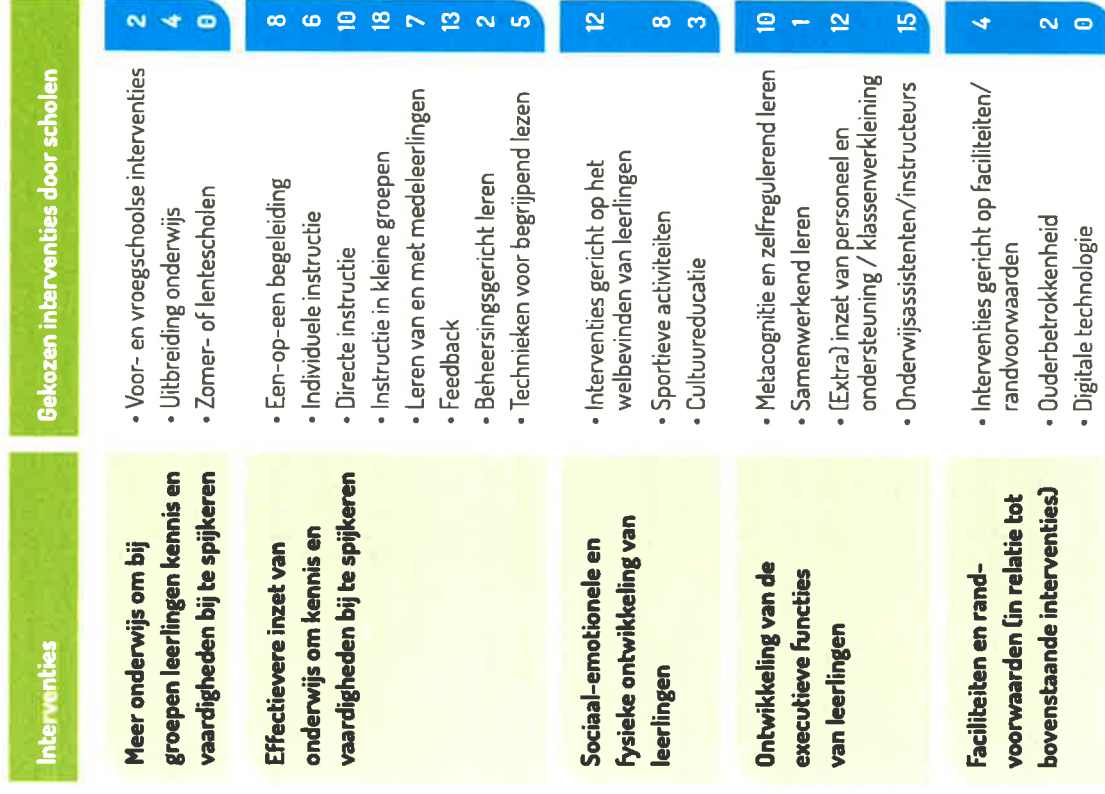 Interventies
Gekozen interventies door scholen
Meer onderwijs om bij
groepen leerlingen kennis en
vaardigheden bij te spijkeren
• Voor- en vroegschoolse interventies 2
• Uitbreiding onderwijs 4
• Zomer- of lentescholen 0
Effectievere inzet van
onderwijs om kennis en
vaardigheden bij te spijkeren
• Een-op-een begeleiding 8
• Individuele instructie 6
• Directe instructie 10
• Instructie in kleine groepen 18
• Leren van en met medeleerlingen 7
• Feedback 13
• Beheersingsgericht leren 2
• Technieken voor begrijpend lezen 5
Sociaal-emotionele en
fysieke ontwikkeling van
leerlingen
• Interventies gericht op het 12
welbevinden van leerlingen
• Sportieve activiteiten 8
• Cultuureducatie 3
Ontwikkeling van de
executieve functies
van leerlingen
• Metacognitie en zelfregulerend leren 10
• Samenwerkend leren 1
• (Extra) inzet van personeel en 12
ondersteuning / klassenverkleining
• Onderwijsassistenten/instructeurs 15
Faciliteiten en rand-
voorwaarden (in relatie tot
bovenstaande interventies)
• Interventies gericht op faciliteiten/ 4
randvoorwaarden
• Ouderbetrokkenheid 2
• Digitale technologie 0